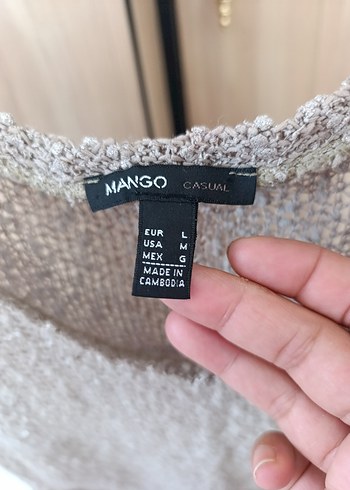 MANGO CASUAL
EUR L
USA M
MEX G
MADE IN
CAMBODIA